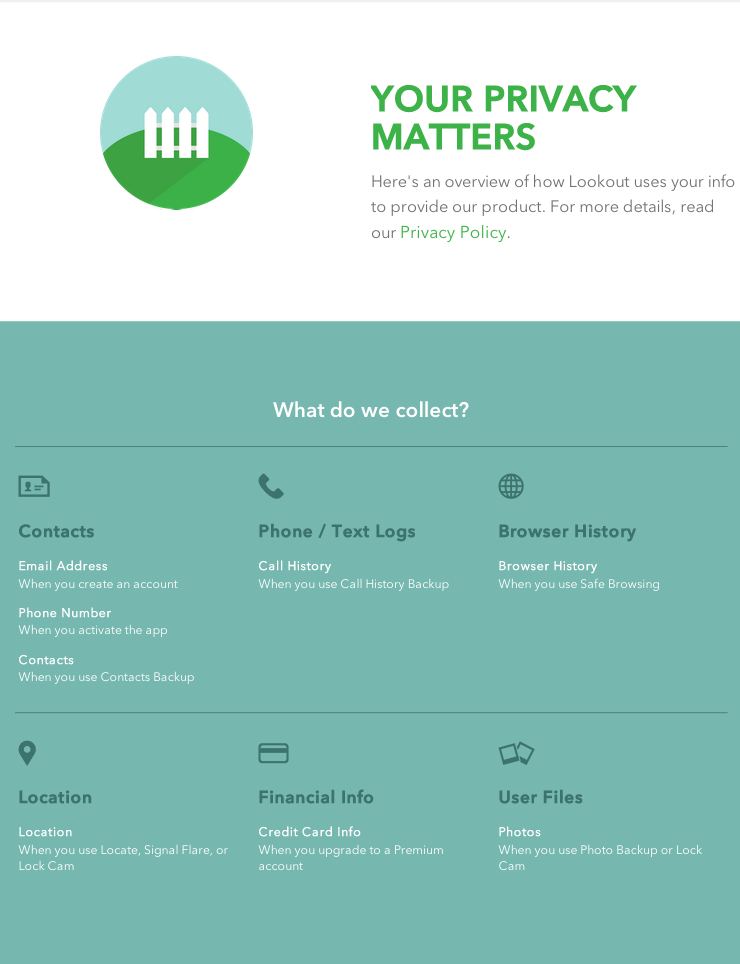 YOUR PRIVACY
MATTERS
Here's an overview of how Lookout uses your info
to provide our product. For more details, read
our Privacy Policy.
What do we collect?
Contacts
Email Address
When you create an account
Phone Number
When you activate the app
Contacts
When you use Contacts Backup
Phone / Text Logs
Call History
When you use Call History Backup
Browser History
Browser History
When you use Safe Browsing
Location
Location
When you use Locate, Signal Flare, or
Lock Cam
Financial Info
Credit Card Info
When you upgrade to a Premium
account
User Files
Photos
When you use Photo Backup or Lock
Cam